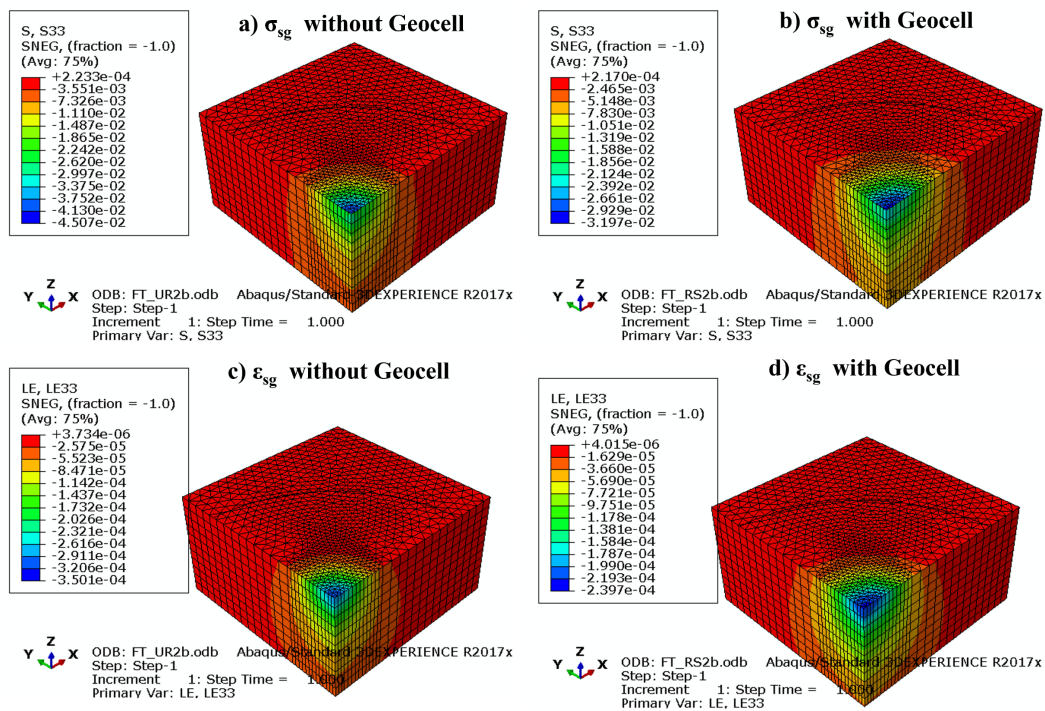 a) σsg without Geocell
S, S33
SNEG, (fraction = -1.0)
(Avg: 75%)
+2.233e-04
-3.551e-03
-7.326e-03
-1.110e-02
-1.487e-02
-1.865e-02
-2.242e-02
-2.620e-02
-2.997e-02
-3.375e-02
-3.752e-02
-4.130e-02
-4.507e-02
Z
Y X
ODB: FT_UR2b.odb Abaqus/Standard 3DEXPERIENCE R2017x
Step: Step-1
Increment 1: Step Time = 1.000
Primary Var: S, S33
b) σsg with Geocell
S, S33
SNEG, (fraction = -1.0)
(Avg: 75%)
+2.170e-04
-2.465e-03
-5.148e-03
-7.830e-03
-1.051e-02
-1.319e-02
-1.588e-02
-1.856e-02
-2.124e-02
-2.392e-02
-2.661e-02
-2.929e-02
-3.197e-02
Z
Y X
ODB: FT_RS2b.odb Abaqus/Standard 3DEXPERIENCE R2017x
Step: Step-1
Increment 1: Step Time = 1.000
Primary Var: S, S33
c) εsg without Geocell
LE, LE33
SNEG, (fraction = -1.0)
(Avg: 75%)
+3.734e-06
-2.575e-05
-5.523e-05
-8.471e-05
-1.142e-04
-1.437e-04
-1.732e-04
-2.026e-04
-2.321e-04
-2.616e-04
-2.911e-04
-3.206e-04
-3.501e-04
Z
Y X
ODB: FT_UR2b.odb Abaqus/Standard 3DEXPERIENCE R2017x
Step: Step-1
Increment 1: Step Time = 1.000
Primary Var: LE, LE33
d) εsg with Geocell
LE, LE33
SNEG, (fraction = -1.0)
(Avg: 75%)
+4.015e-06
-1.629e-05
-3.660e-05
-5.690e-05
-7.721e-05
-9.751e-05
-1.178e-04
-1.381e-04
-1.584e-04
-1.787e-04
-1.990e-04
-2.193e-04
-2.397e-04
Z
Y X
ODB: FT_RS2b.odb Abaqus/Standard 3DEXPERIENCE R2017x
Step: Step-1
Increment 1: Step Time = 1.000
Primary Var: LE, LE33